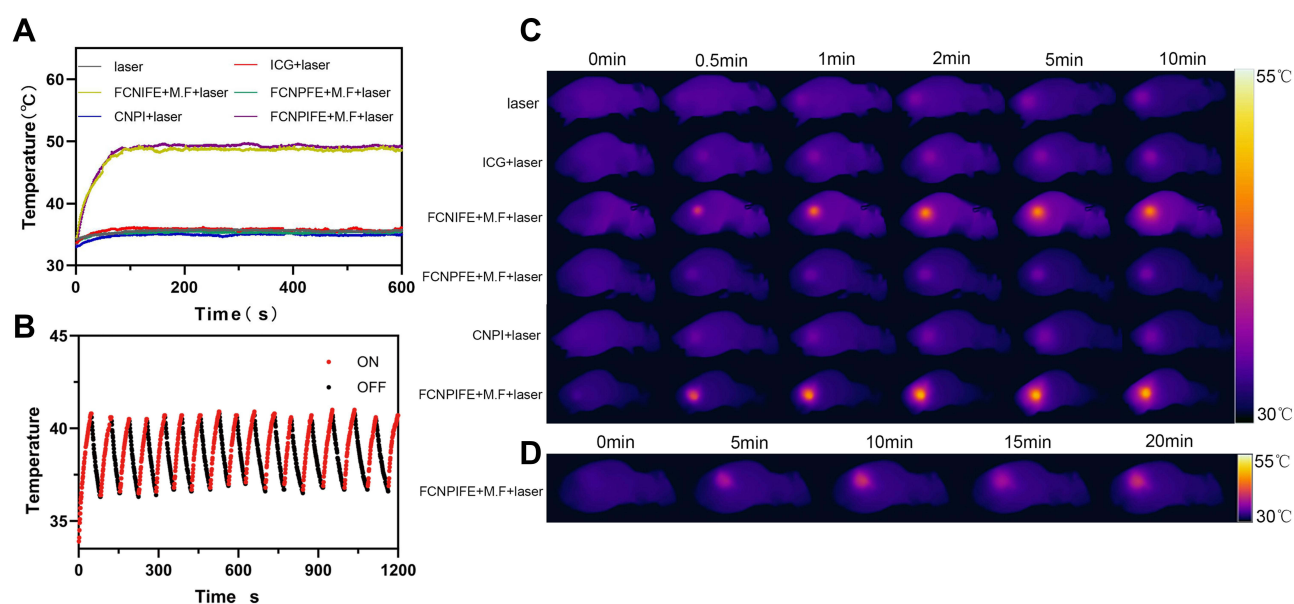 A
Temperature(℃)
60
50
40
30
laser
ICG+laser
FCNIFE+M.F+laser
FCNPFE+M.F+laser
CNPI+laser
FCNPIFE+M.F+laser
0
200
400
600
Time( s)
B
Temperature
45
40
35
ON
OFF
0
300
600
900
1200
Time s
C
0min
0.5min
1min
2min
5min
10min
laser
ICG+laser
FCNIFE+M.F+laser
FCNPFE+M.F+laser
CNPI+laser
FCNPIFE+M.F+laser
55℃
30℃
D
0min
5min
10min
15min
20min
FCNPIFE+M.F+laser
55℃
30℃